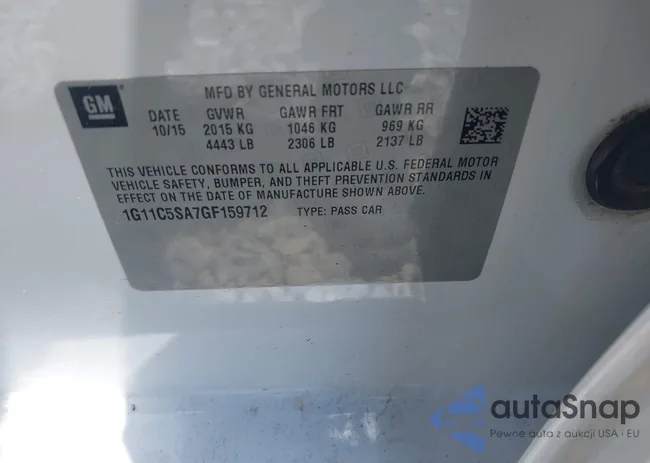 MFD BY GENERAL MOTORS LLC
GM
DATE GVWR GAWR FRT GAWR RR
10/15 2015 KG 1046 KG 969 KG
4443 LB 2306 LB 2137 LB
THIS VEHICLE CONFORMS TO ALL APPLICABLE U.S. FEDERAL MOTOR
VEHICLE SAFETY, BUMPER, AND THEFT PREVENTION STANDARDS IN
EFFECT ON THE DATE OF MANUFACTURE SHOWN ABOVE.
1G11C5SA7GF159712 TYPE: PASS CAR
autoSnap
Pewne auta z aukcji USA i EU